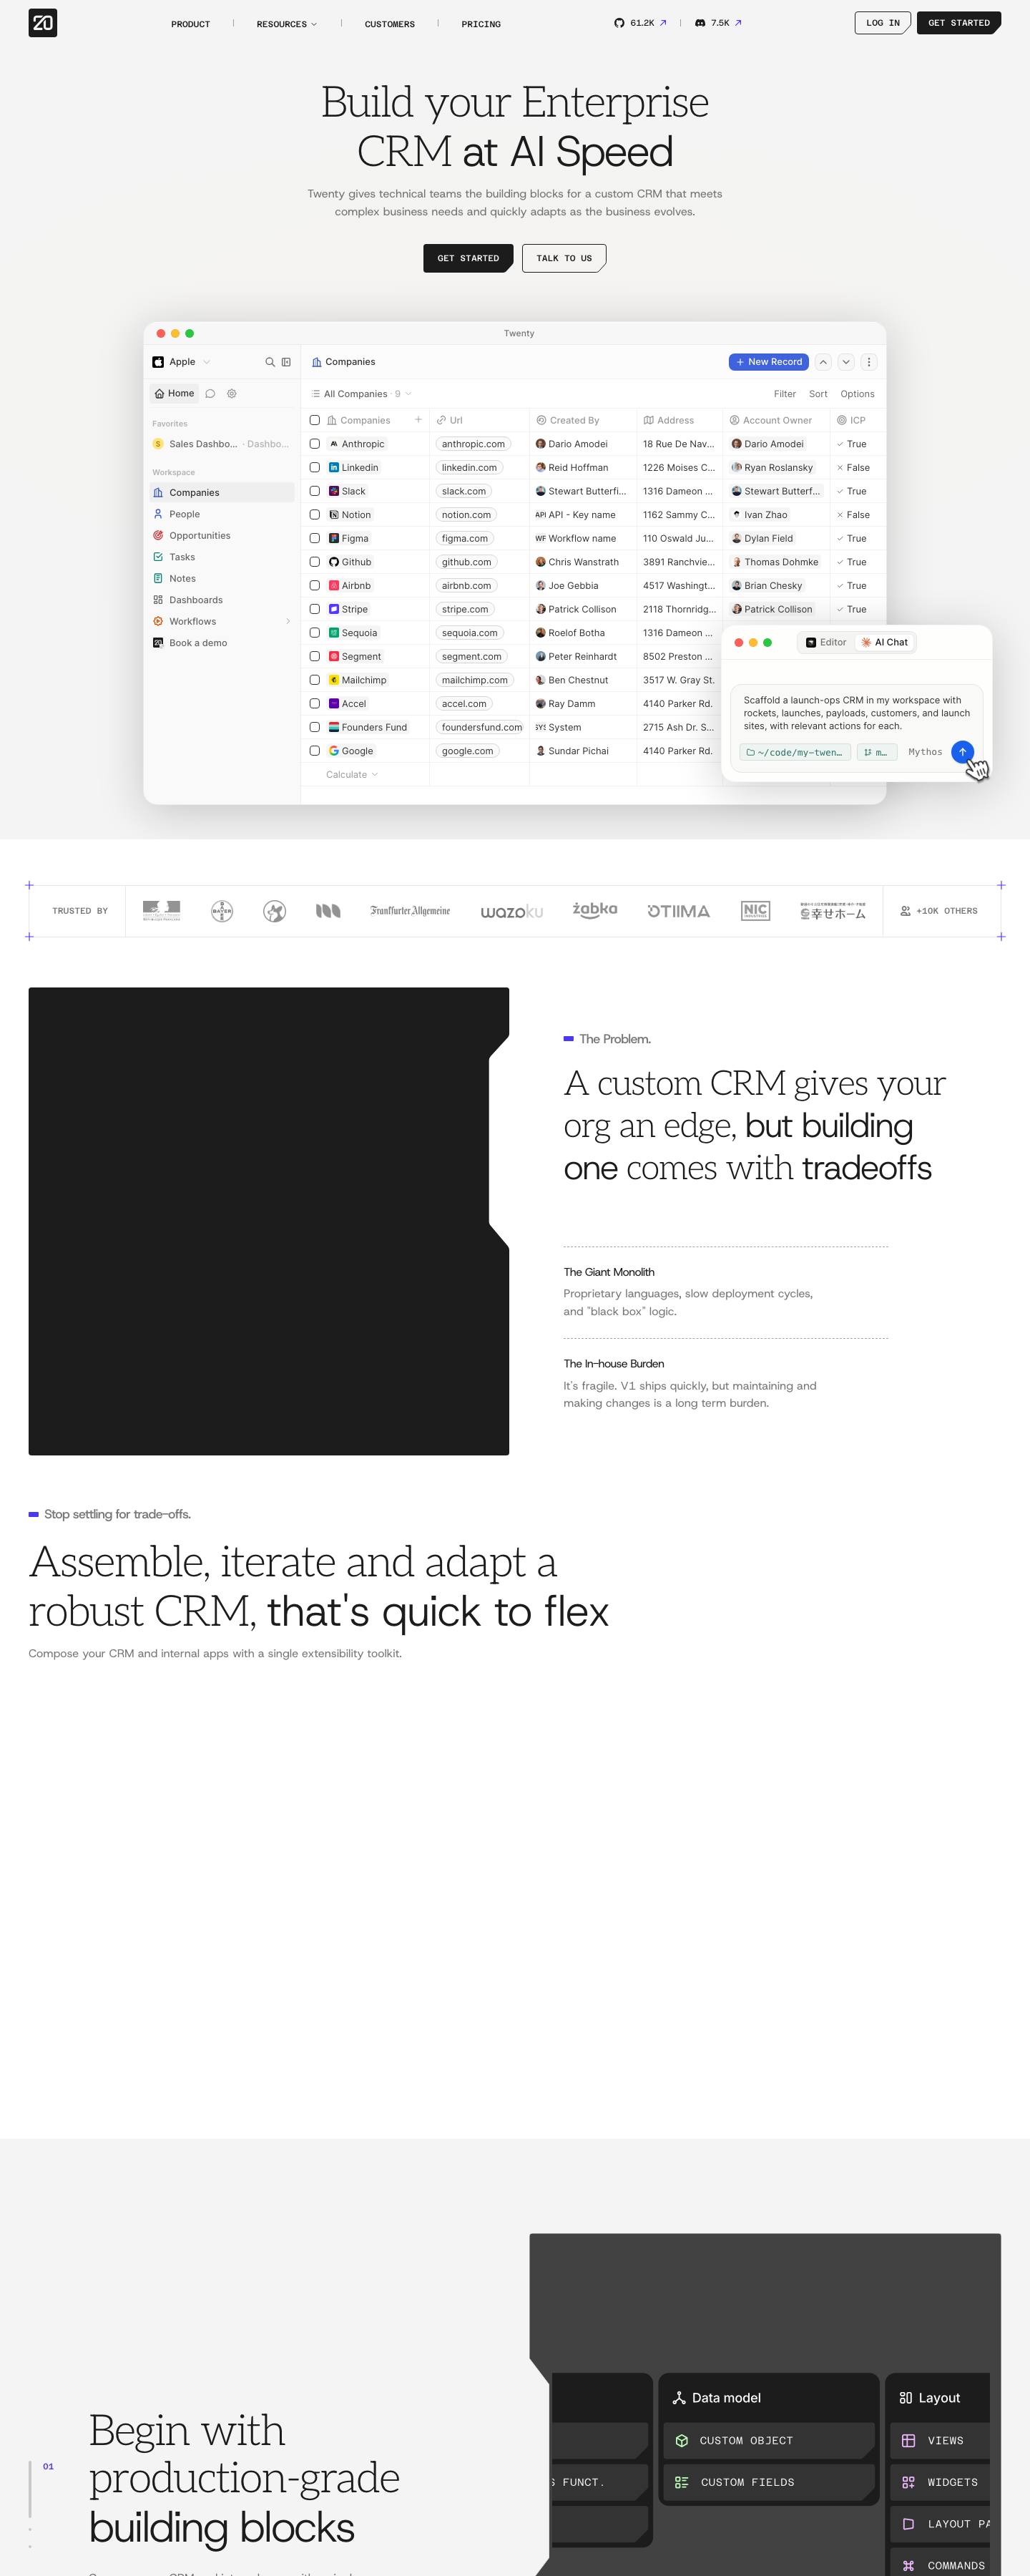 20
PRODUCT
RESOURCES
CUSTOMERS
PRICING
61.2K
7.5K
LOG IN
GET STARTED
Build your Enterprise
CRM at AI Speed
Twenty gives technical teams the building blocks for a custom CRM that meets
complex business needs and quickly adapts as the business evolves.
GET STARTED
TALK TO US
Twenty
Apple
Home
Favorites
S Sales Dashbo... · Dashbo...
Workspace
Companies
People
Opportunities
Tasks
Notes
Dashboards
Workflows
Book a demo
Companies
New Record
All Companies · 9
Filter Sort Options
Companies + Url Created By Address Account Owner ICP
Anthropic anthropic.com Dario Amodei 18 Rue De Nav... Dario Amodei True
Linkedin linkedin.com Reid Hoffman 1226 Moises C... Ryan Roslansky False
Slack slack.com Stewart Butterfi... 1316 Dameon ... Stewart Butterf... True
Notion notion.com API API - Key name 1162 Sammy C... Ivan Zhao False
Figma figma.com WF Workflow name 110 Oswald Ju... Dylan Field True
Github github.com Chris Wanstrath 3891 Ranchvie... Thomas Dohmke True
Airbnb airbnb.com Joe Gebbia 4517 Washingt... Brian Chesky True
Stripe stripe.com Patrick Collison 2118 Thornridg... Patrick Collison True
Sequoia sequoia.com Roelof Botha 1316 Dameon ...
Segment segment.com Peter Reinhardt 8502 Preston ...
Mailchimp mailchimp.com Ben Chestnut 3517 W. Gray St.
Accel accel.com Ray Damman 4140 Parker Rd.
Founders Fund foundersfund.com SYS System 2715 Ash Dr. S...
Google google.com Sundar Pichai 4140 Parker Rd.
Calculate
Editor AI Chat
Scaffold a launch-ops CRM in my workspace with
rockets, launches, payloads, customers, and launch
sites, with relevant actions for each.
~/code/my-twen... m... Mythos
TRUSTED BY
BAYER
Frankfurter Allgemeine
wazoku
żabka
OTIIMA
NIC
幸せホーム
+10K OTHERS
The Problem.
A custom CRM gives your
org an edge, but building
one comes with tradeoffs
The Giant Monolith
Proprietary languages, slow deployment cycles,
and "black box" logic.
The In-house Burden
It's fragile. V1 ships quickly, but maintaining and
making changes is a long term burden.
Stop settling for trade-offs.
Assemble, iterate and adapt a
robust CRM, that's quick to flex
Compose your CRM and internal apps with a single extensibility toolkit.
01
Begin with
production-grade
building blocks
Data model
CUSTOM OBJECT
CUSTOM FIELDS
Layout
VIEWS
WIDGETS
LAYOUT PA
COMMANDS
FUNCT.